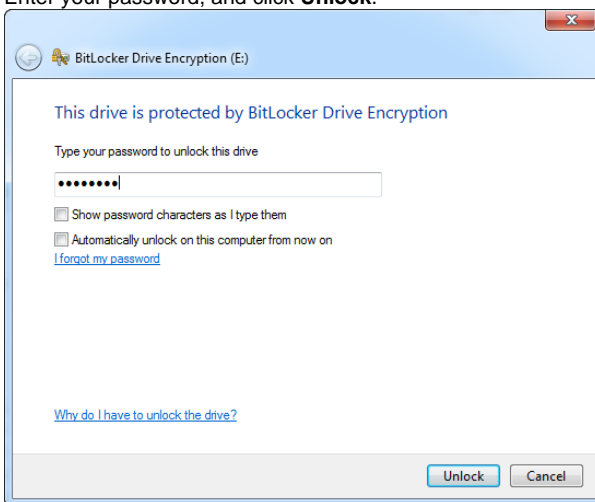 Enter your password, and click Unlock.
BitLocker Drive Encryption (E:)
This drive is protected by BitLocker Drive Encryption
Type your password to unlock this drive
••••••••
Show password characters as I type them
Automatically unlock on this computer from now on
I forgot my password
Why do I have to unlock the drive?
Unlock Cancel